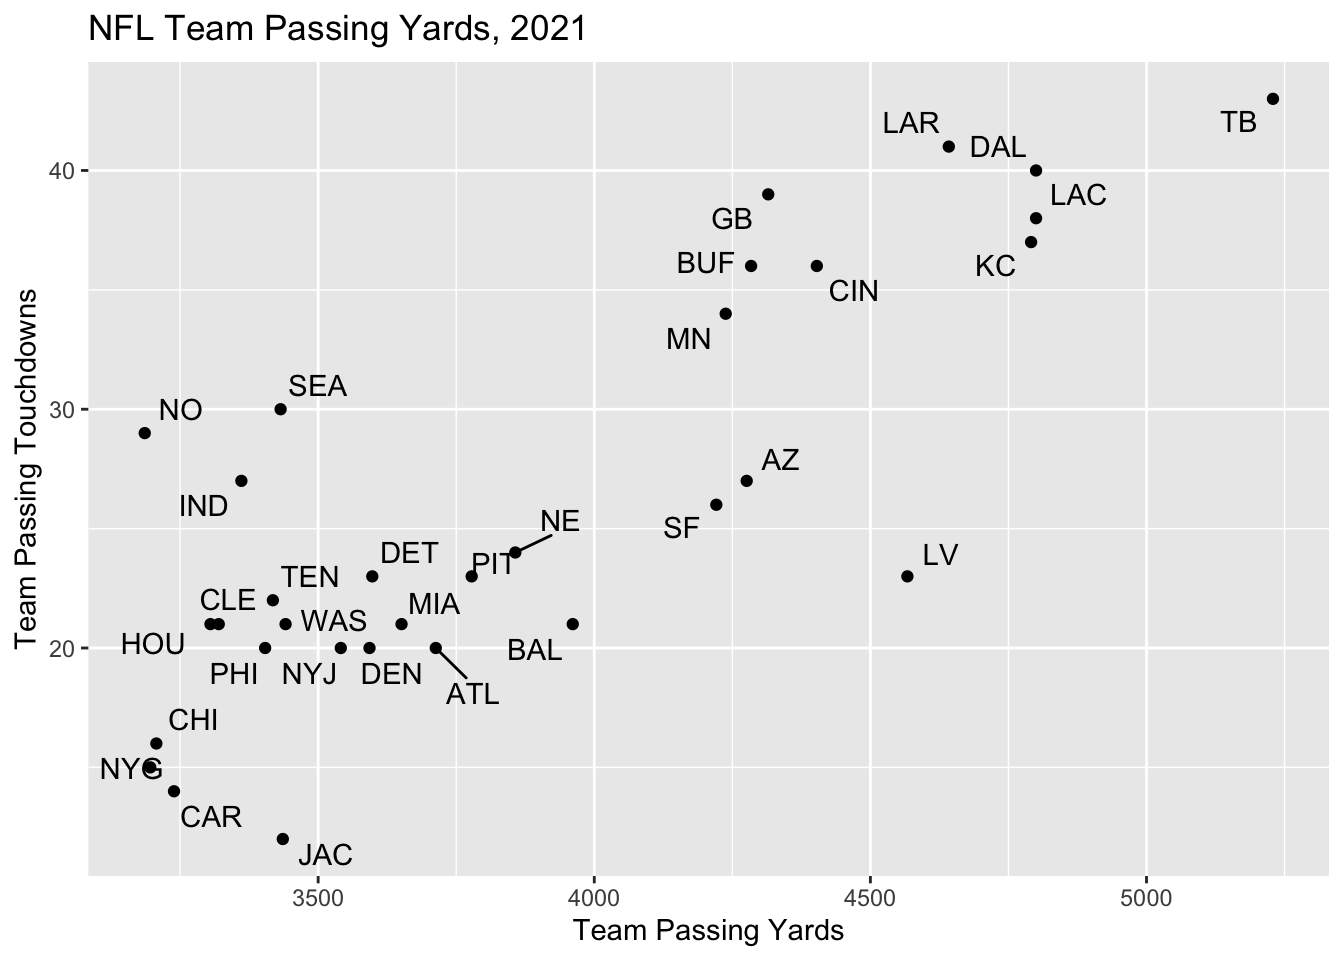 NFL Team Passing Yards, 2021
Team Passing Touchdowns
40
30
20
TB
LAR
DAL
LAC
GB
BUF
KC
CIN
MN
SEA
NO
AZ
IND
NE
SF
DET
PIT
LV
TEN
CLE
MIA
WAS
HOU
BAL
PHI
NYJ
DEN
ATL
CHI
NYG
CAR
JAC
3500
4000
4500
5000
Team Passing Yards